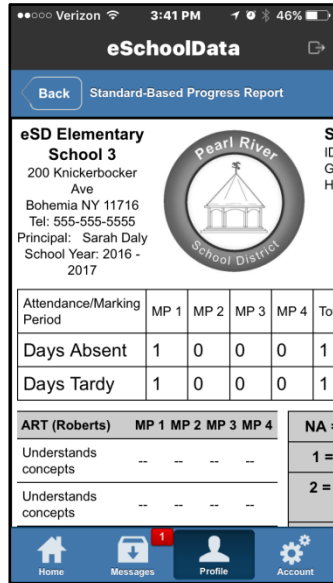 Verizon 3:41 PM 46%
eSchoolData
Back Standard-Based Progress Report
eSD Elementary
School 3
200 Knickerbocker
Ave
Bohemia NY 11716
Tel: 555-555-5555
Principal: Sarah Daly
School Year: 2016 -
2017
Pearl River
School District
S
ID
G
H
Attendance/Marking
Period MP 1 MP 2 MP 3 MP 4 To
Days Absent 1 0 0 0 1
Days Tardy 1 0 0 0 1
ART (Roberts) MP 1 MP 2 MP 3 MP 4
Understands
concepts -- -- -- --
Understands
concepts -- -- -- --
NA =
1 =
2 =
1
Home Messages Profile Account